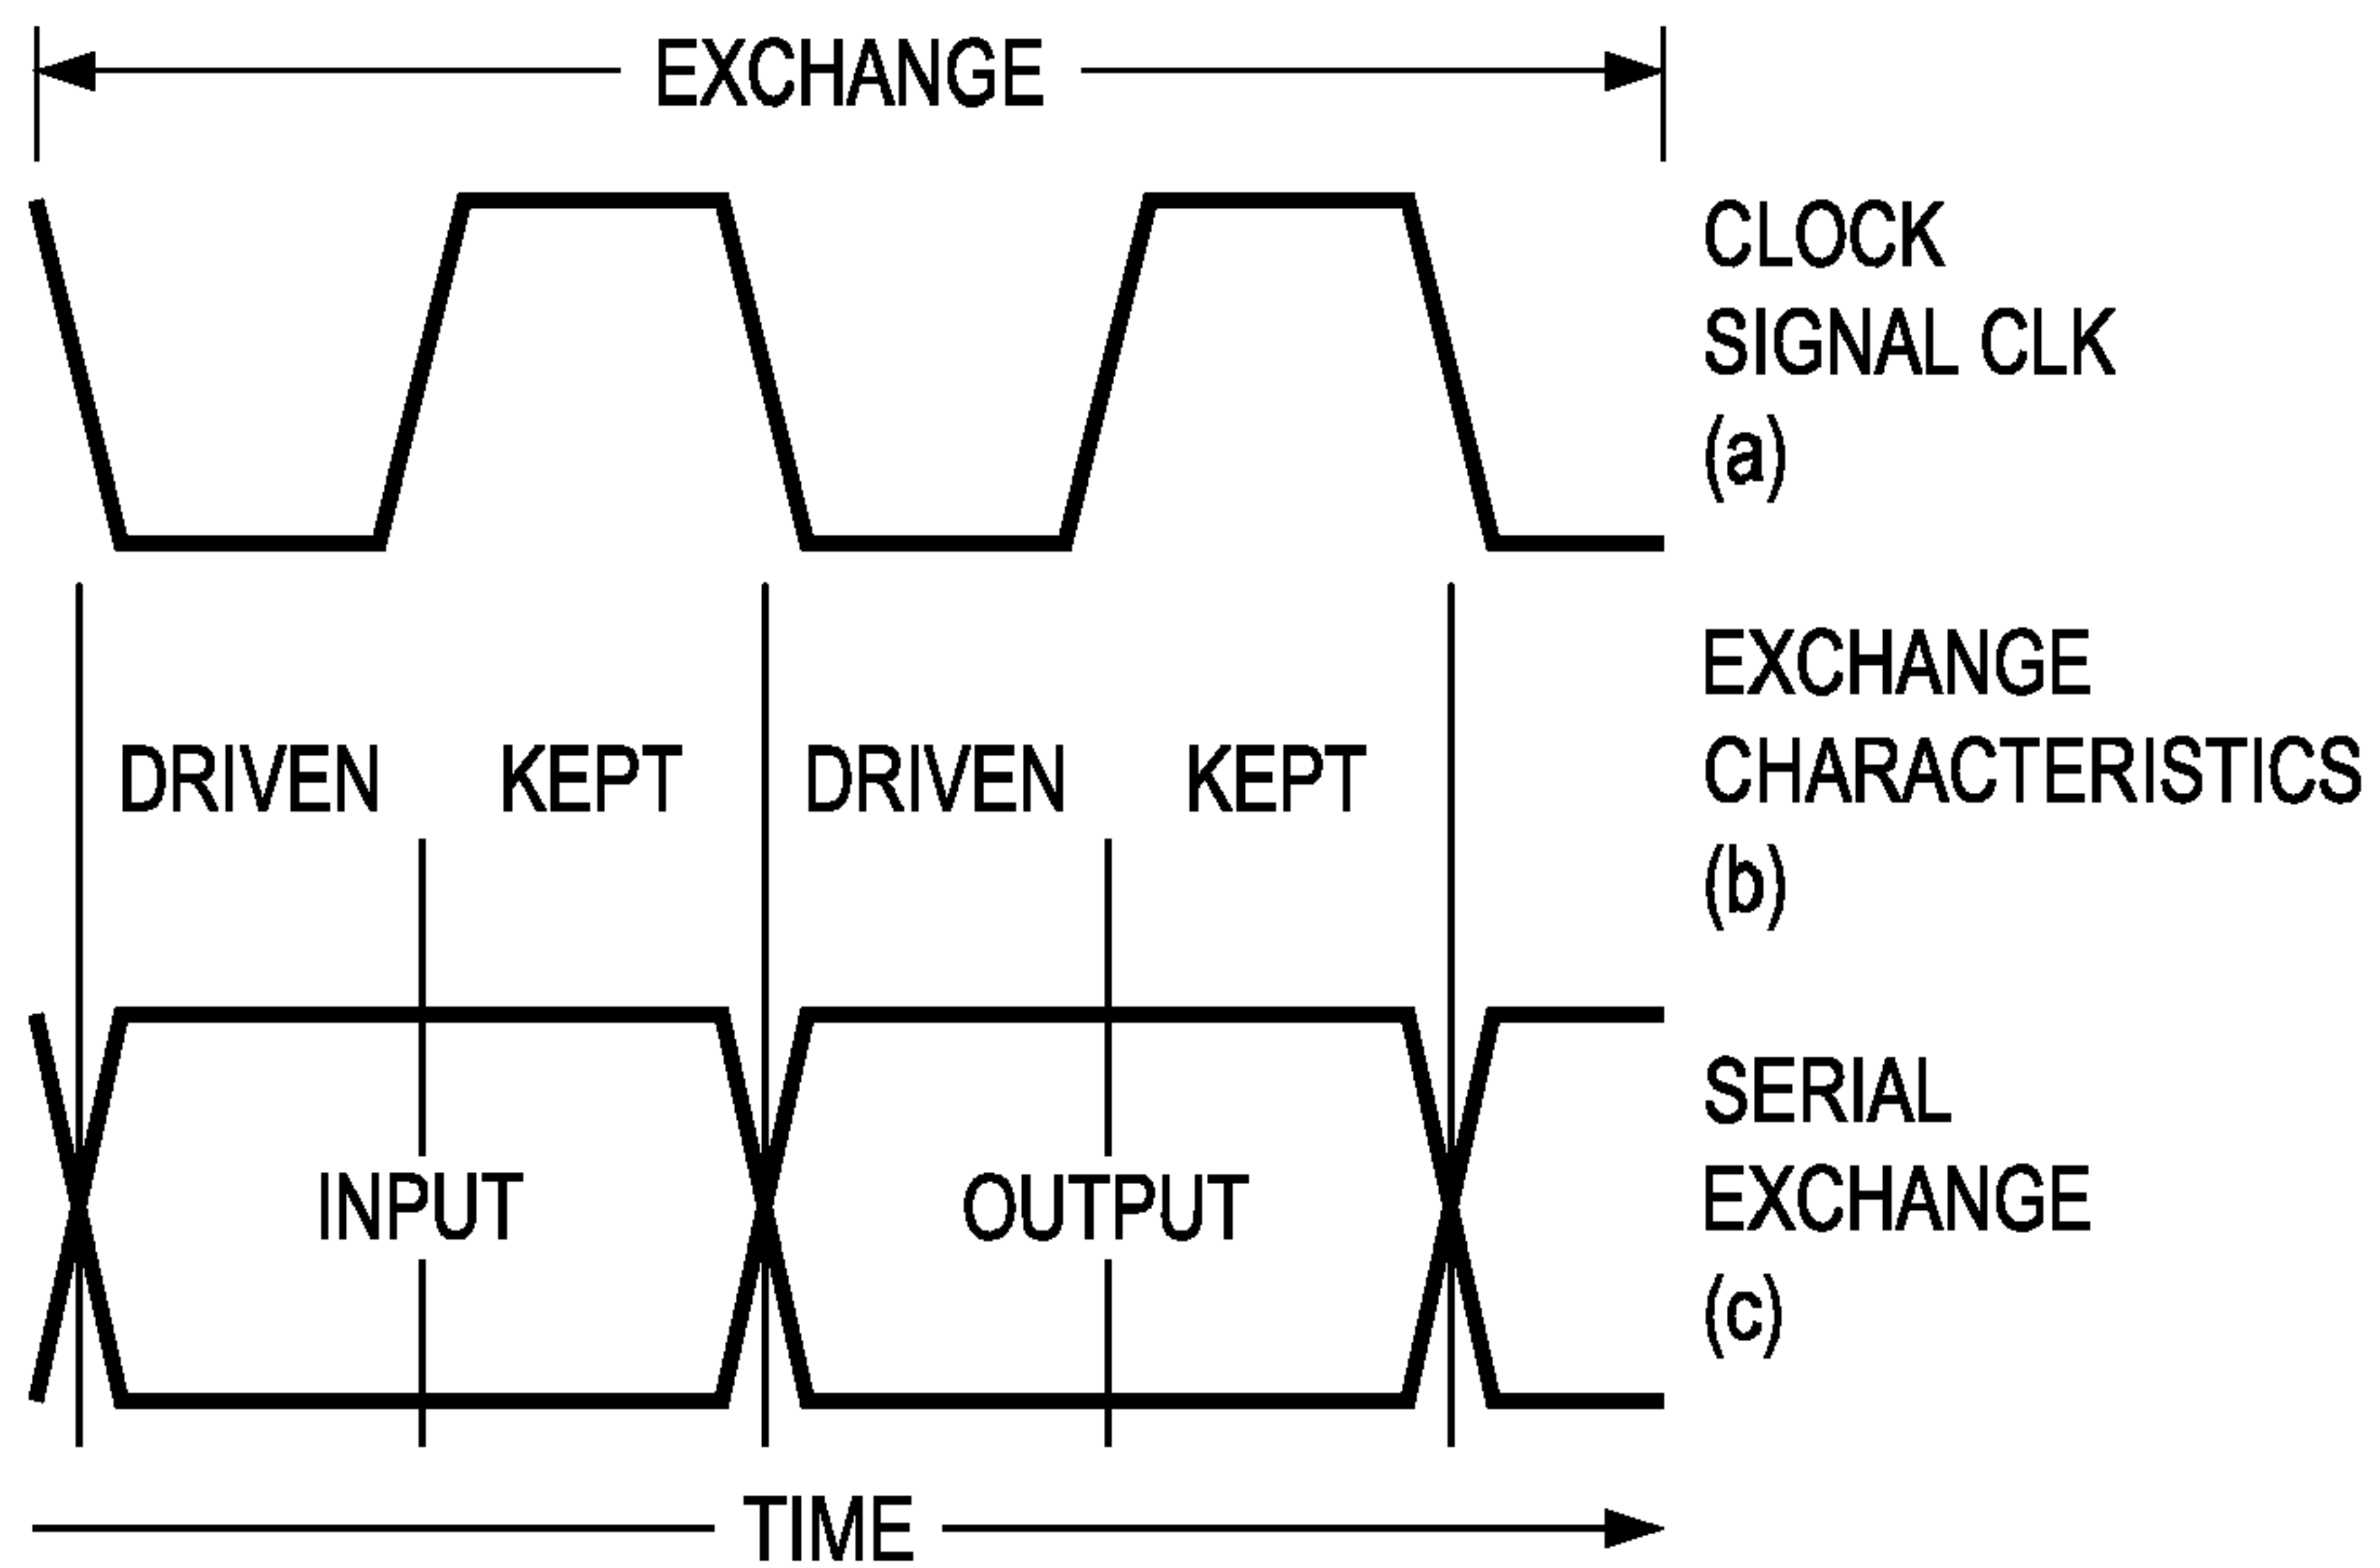 EXCHANGE
CLOCK
SIGNAL CLK
(a)
DRIVEN KEPT DRIVEN KEPT
EXCHANGE
CHARACTERISTICS
(b)
INPUT OUTPUT
SERIAL
EXCHANGE
(c)
TIME